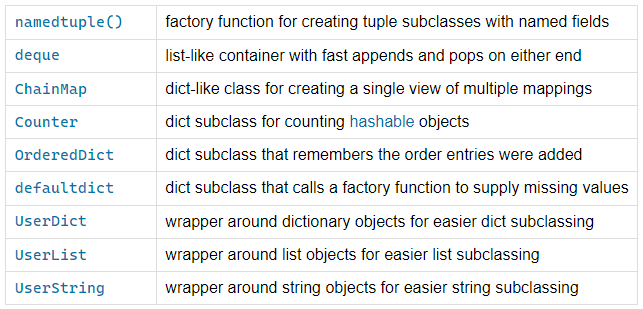 namedtuple() factory function for creating tuple subclasses with named fields
deque list-like container with fast appends and pops on either end
ChainMap dict-like class for creating a single view of multiple mappings
Counter dict subclass for counting hashable objects
OrderedDict dict subclass that remembers the order entries were added
defaultdict dict subclass that calls a factory function to supply missing values
UserDict wrapper around dictionary objects for easier dict subclassing
UserList wrapper around list objects for easier list subclassing
UserString wrapper around string objects for easier string subclassing